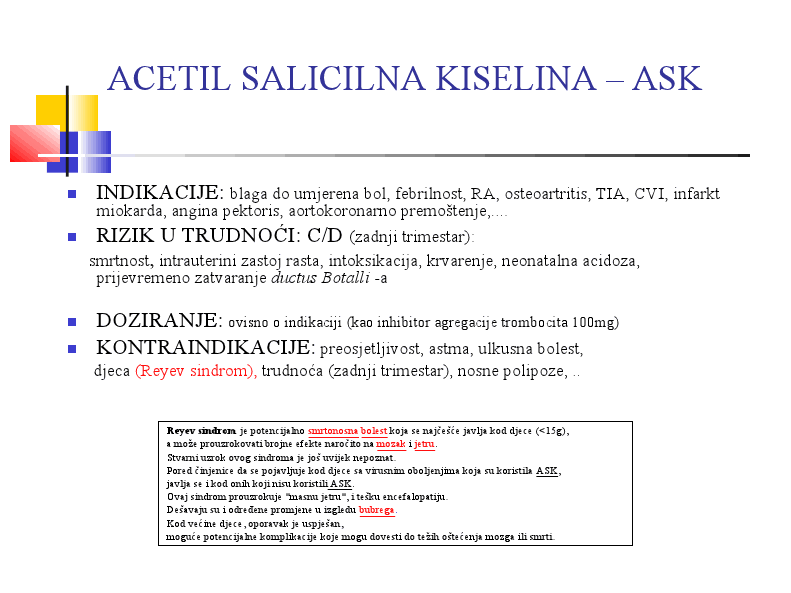 ACETIL SALICILNA KISELINA – ASK
INDIKACIJE: blaga do umjerena bol, febrilnost, RA, osteoartritis, TIA, CVI, infarkt
miokarda, angina pektoris, aortokoronarno premoštenje,....
RIZIK U TRUDNOĆI: C/D (zadnji trimestar):
smrtnost, intrauterini zastoj rasta, intoksikacija, krvarenje, neonatalna acidoza,
prijevremeno zatvaranje ductus Botalli -a
DOZIRANJE: ovisno o indikaciji (kao inhibitor agregacije trombocita 100mg)
KONTRAINDIKACIJE: preosjetljivost, astma, ulkusna bolest,
djeca (Reyev sindrom), trudnoća (zadnji trimestar), nosne polipoze, ..
Reyev sindrom je potencijalno smrtonosna bolest koja se najčešće javlja kod djece (<15g),
a može prouzrokovati brojne efekte naročito na mozak i jetru.
Stvarni uzrok ovog sindroma je još uvijek nepoznat.
Pored činjenice da se pojavljuje kod djece sa virusnim oboljenjima koja su koristila ASK,
javlja se i kod onih koji nisu koristili ASK.
Ovaj sindrom prouzrokuje "masnu jetru", i tešku encefalopatiju.
Dešavaju su i određene promjene u izgledu bubrega.
Kod većine djece, oporavak je uspješan,
moguće potencijalne komplikacije koje mogu dovesti do težih oštećenja mozga ili smrti.